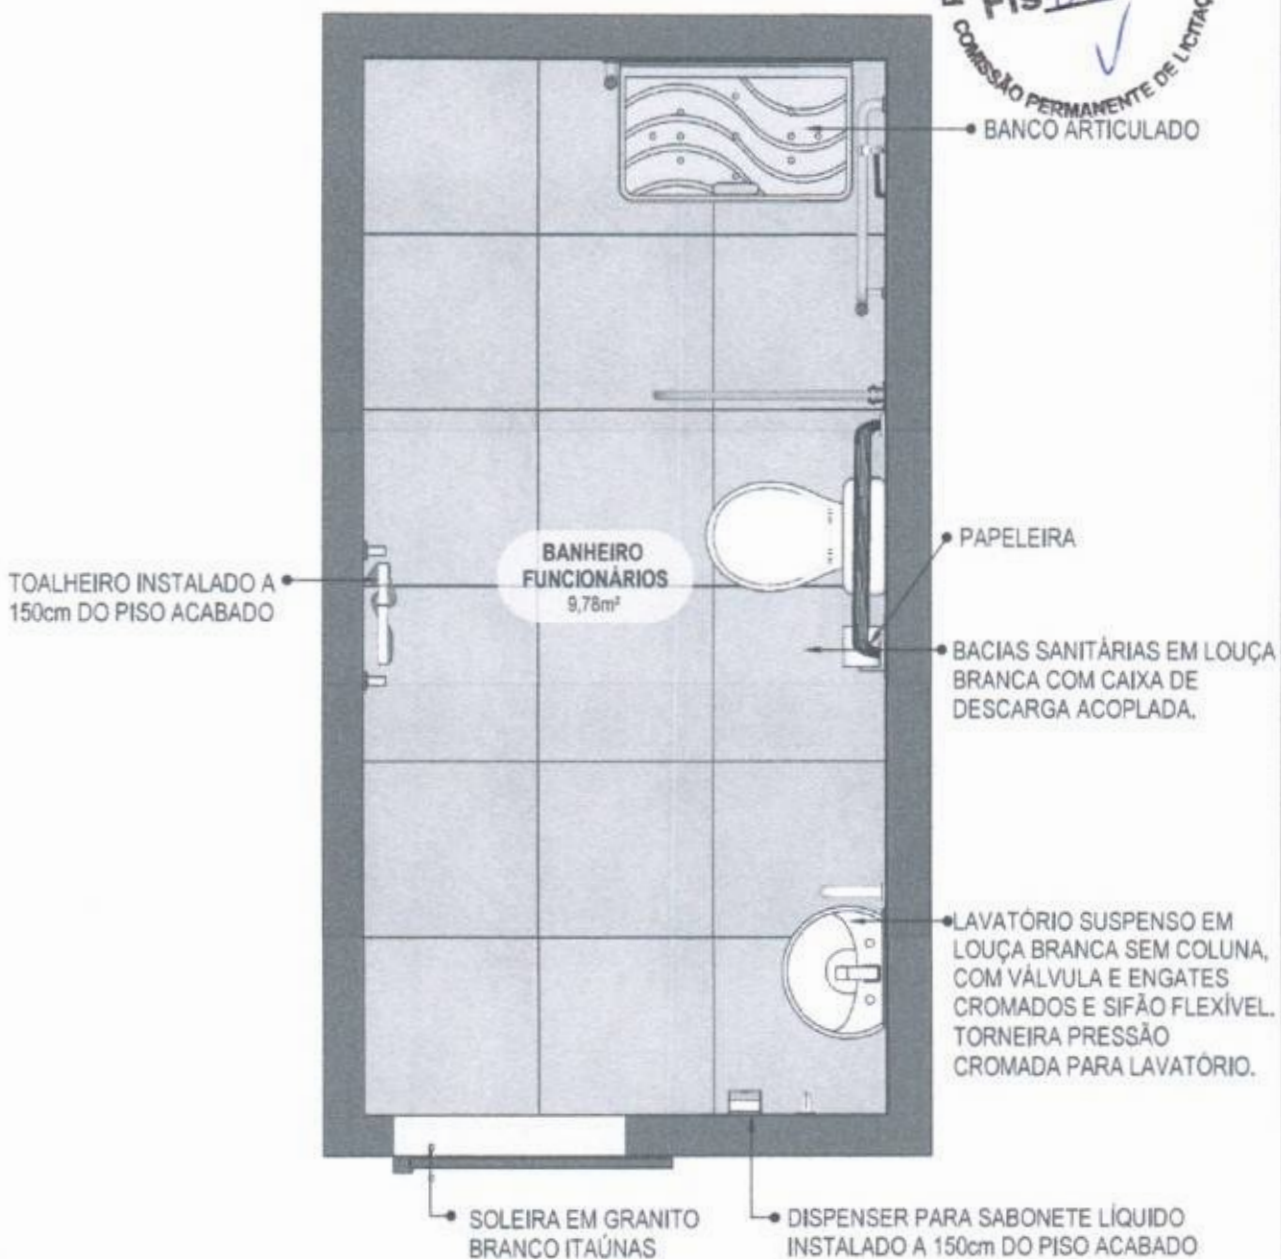 COMISSÃO PERMANENTE DE
BANCO ARTICULADO
BANHEIRO
FUNCIONÁRIOS
9,78m²
TOALHEIRO INSTALADO A
150cm DO PISO ACABADO
PAPELEIRA
BACIAS SANITÁRIAS EM LOUÇA
BRANCA COM CAIXA DE
DESCARGA ACOPLADA.
LAVATÓRIO SUSPENSO EM
LOUÇA BRANCA SEM COLUNA,
COM VÁLVULA E ENGATES
CROMADOS E SIFÃO FLEXÍVEL.
TORNEIRA PRESSÃO
CROMADA PARA LAVATÓRIO.
SOLEIRA EM GRANITO
BRANCO ITAÚNAS
DISPENSER PARA SABONETE LÍQUIDO
INSTALADO A 150cm DO PISO ACABADO